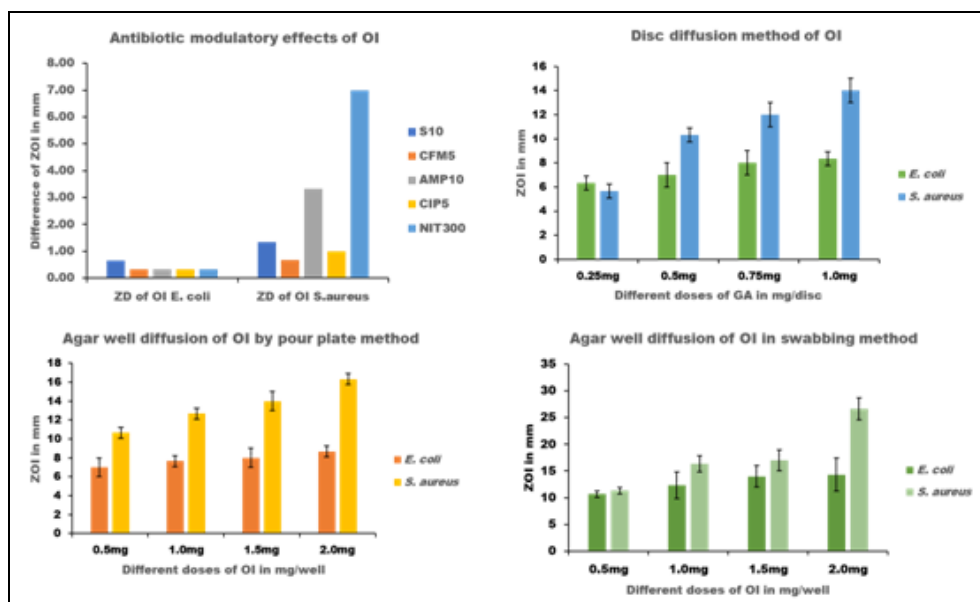 Antibiotic modulatory effects of OI
Difference of ZOI in mm
8.00
7.00
6.00
5.00
4.00
3.00
2.00
1.00
0.00
ZD of OI E. coli
ZD of OI S.aureus
S10
CFM5
AMP10
CIP5
NIT300
Disc diffusion method of OI
ZOI in mm
16
14
12
10
8
6
4
2
0
0.25mg
0.5mg
0.75mg
1.0mg
Different doses of GA in mg/disc
E. coli
S. aureus
Agar well diffusion of OI by pour plate method
ZOI in mm
18
16
14
12
10
8
6
4
2
0
0.5mg
1.0mg
1.5mg
2.0mg
Different doses of OI in mg/well
E. coli
S. aureus
Agar well diffusion of OI in swabbing method
ZOI in mm
35
30
25
20
15
10
5
0
0.5mg
1.0mg
1.5mg
2.0mg
Different doses of OI in mg/well
E. coli
S. aureus